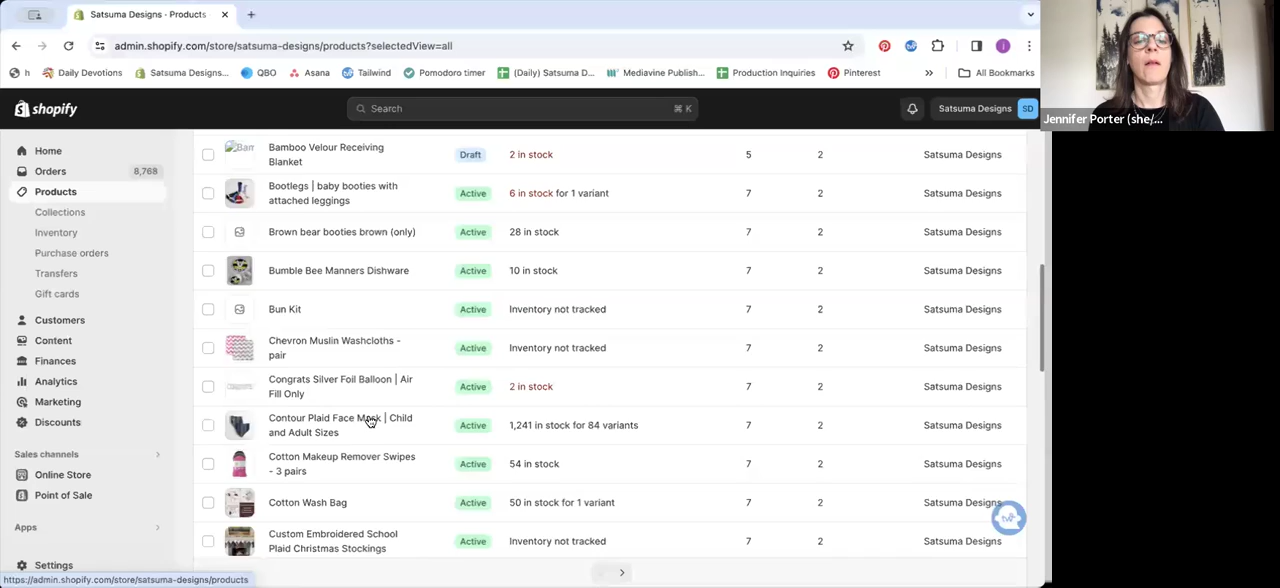 Satsuma Designs · Products ·
admin.shopify.com/store/satsuma-designs/products?selectedView=all
h Daily Devotions Satsuma Designs... QBO Asana Tailwind Pomodoro timer (Daily) Satsuma D... Mediavine Publish... Production Inquiries Pinterest » All Bookmarks
shopify Search ⌘ K Satsuma Designs SD
Jennifer Porter (she/...
Home
Orders 8,768
Products
Collections
Inventory
Purchase orders
Transfers
Gift cards
Customers
Content
Finances
Analytics
Marketing
Discounts
Sales channels
Online Store
Point of Sale
Apps
Settings
Bamboo Velour Receiving
Blanket
Draft 2 in stock 5 2 Satsuma Designs
Bootlegs | baby booties with
attached leggings
Active 6 in stock for 1 variant 7 2 Satsuma Designs
Brown bear booties brown (only) Active 28 in stock 7 2 Satsuma Designs
Bumble Bee Manners Dishware Active 10 in stock 7 2 Satsuma Designs
Bun Kit Active Inventory not tracked 7 2 Satsuma Designs
Chevron Muslin Washcloths -
pair
Active Inventory not tracked 7 2 Satsuma Designs
Congrats Silver Foil Balloon | Air
Fill Only
Active 2 in stock 7 2 Satsuma Designs
Contour Plaid Face Mask | Child
and Adult Sizes
Active 1,241 in stock for 84 variants 7 2 Satsuma Designs
Cotton Makeup Remover Swipes
- 3 pairs
Active 54 in stock 7 2 Satsuma Designs
Cotton Wash Bag Active 50 in stock for 1 variant 7 2 Satsuma Designs
Custom Embroidered School
Plaid Christmas Stockings
Active Inventory not tracked 7 2 Satsuma Designs
https://admin.shopify.com/store/satsuma-designs/products